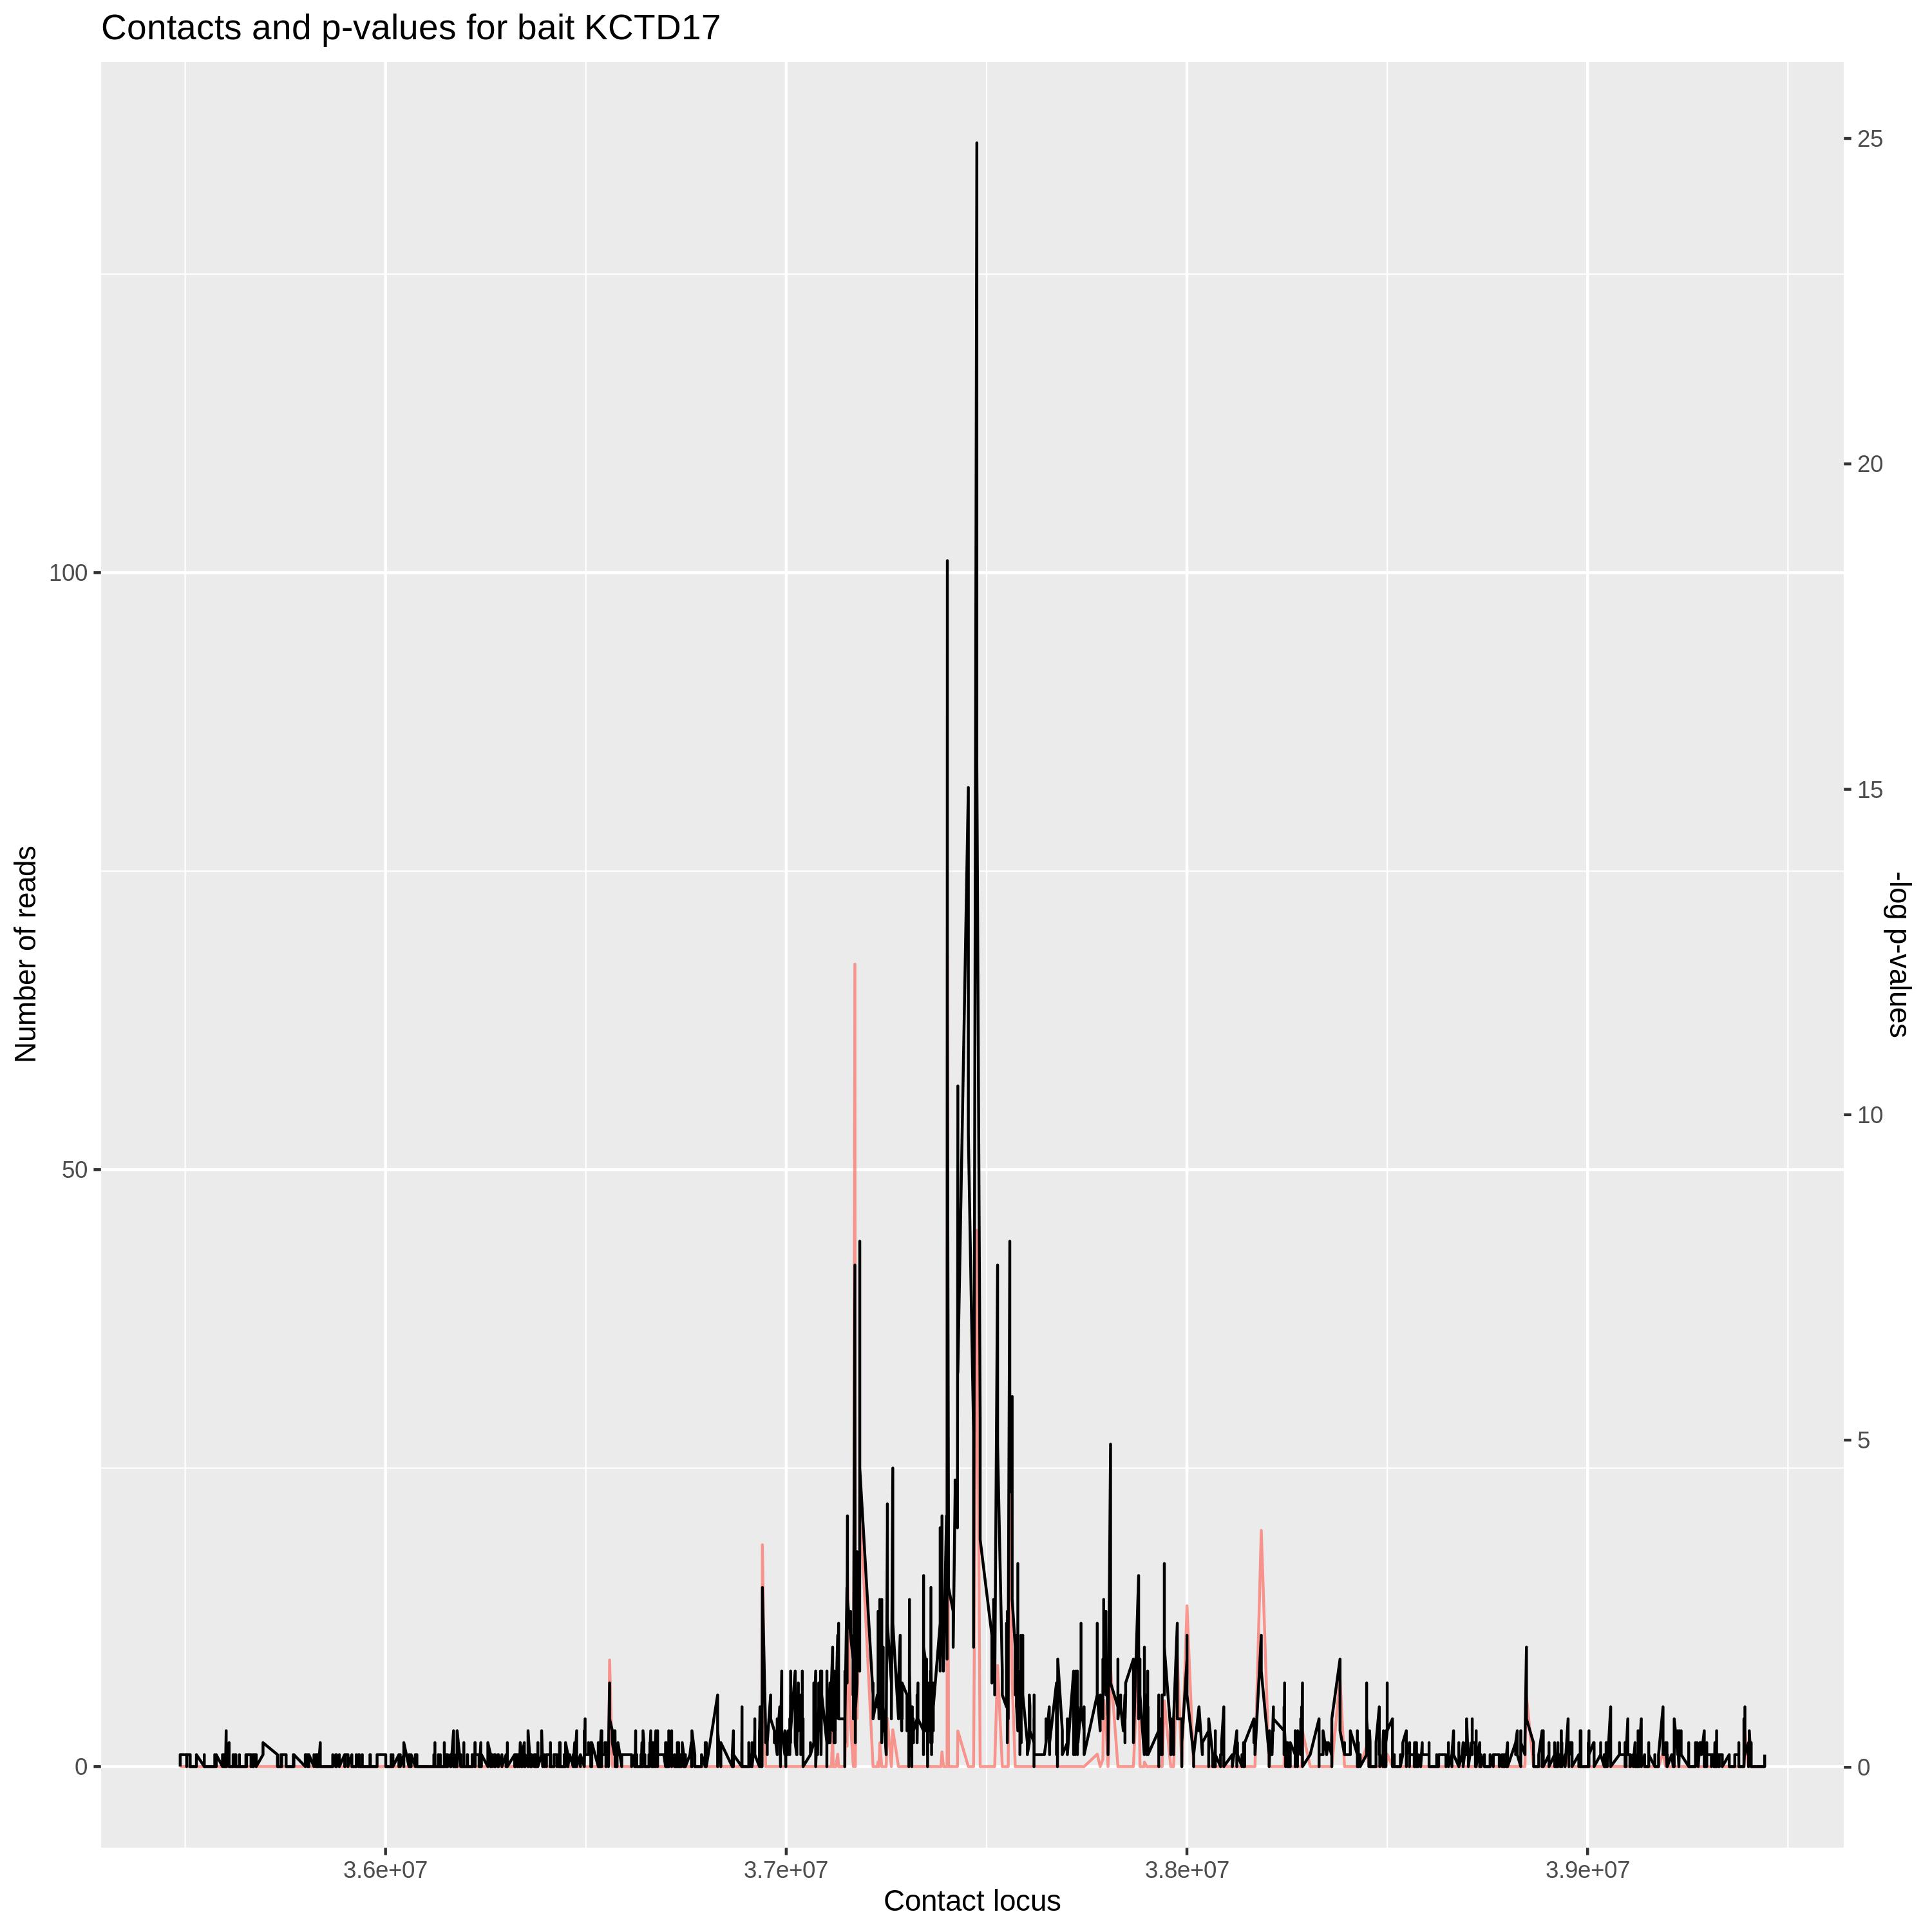 Contacts and p-values for bait KCTD17
Number of reads
100
50
0
25
20
15
10
5
0
-log p-values
3.6e+07
3.7e+07
3.8e+07
3.9e+07
Contact locus